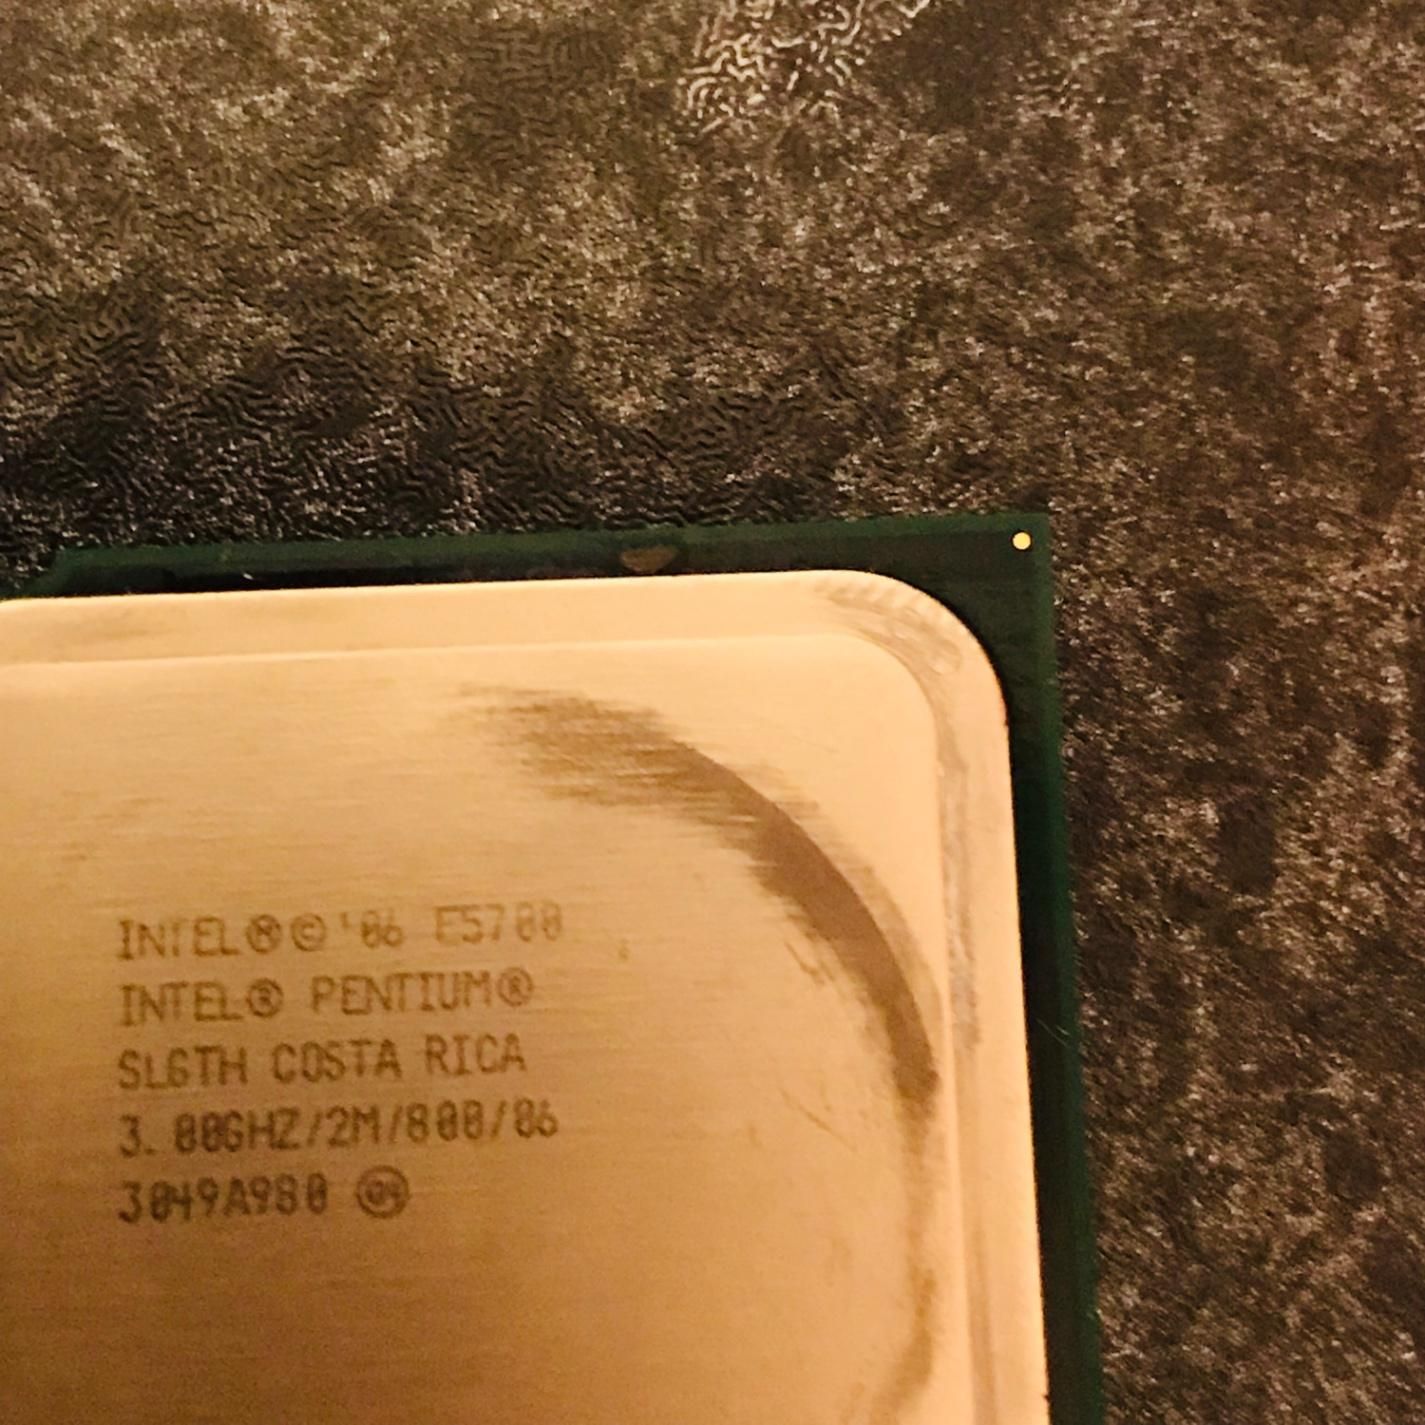 INTEL®©'06 E5700
INTEL® PENTIUM®
SLGTH COSTA RICA
3.00GHZ/2M/800/06
3049A980 e4